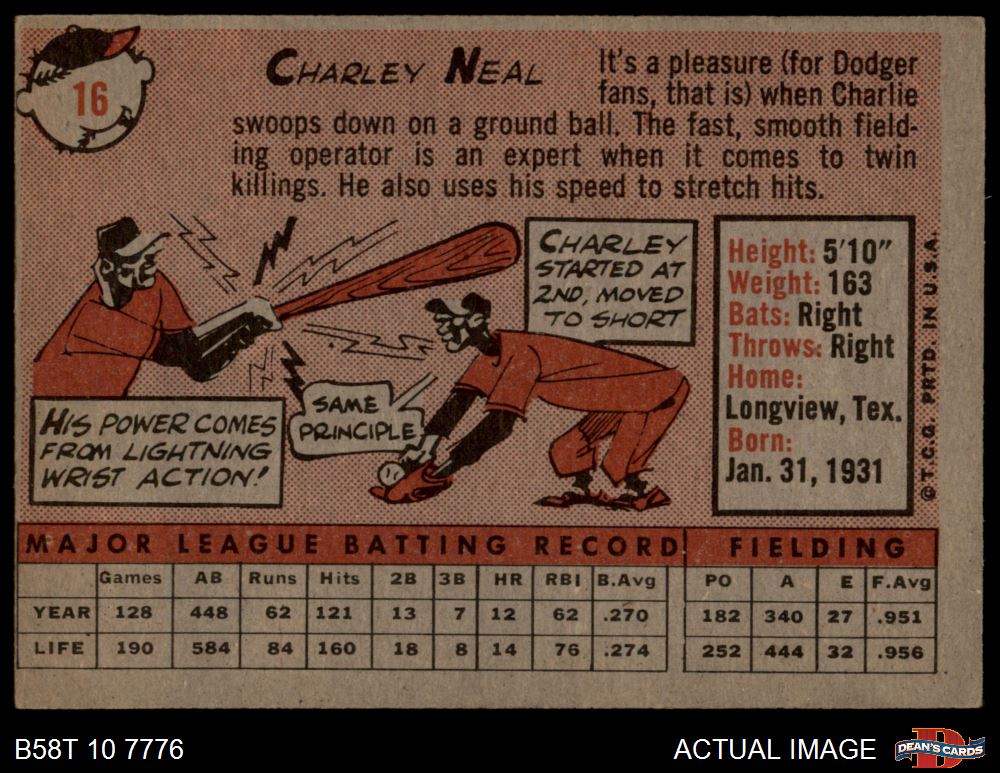 16
CHARLEY NEAL
It's a pleasure (for Dodger
fans, that is) when Charlie
swoops down on a ground ball. The fast, smooth field-
ing operator is an expert when it comes to twin
killings. He also uses his speed to stretch hits.
CHARLEY
STARTED AT
2ND, MOVED
TO SHORT
HIS POWER COMES
FROM LIGHTNING
WRIST ACTION!
SAME
PRINCIPLE
Height: 5'10"
Weight: 163
Bats: Right
Throws: Right
Home:
Longview, Tex.
Born:
Jan. 31, 1931
© T.C.G. PRTD. IN U.S.A.
MAJOR LEAGUE BATTING RECORD FIELDING
Games AB Runs Hits 2B 3B HR RBI B.Avg PO A E F.Avg
YEAR 128 448 62 121 13 7 12 62 .270 182 340 27 .951
LIFE 190 584 84 160 18 8 14 76 .274 252 444 32 .956
B58T 10 7776
ACTUAL IMAGE
D
DEAN'S CARDS